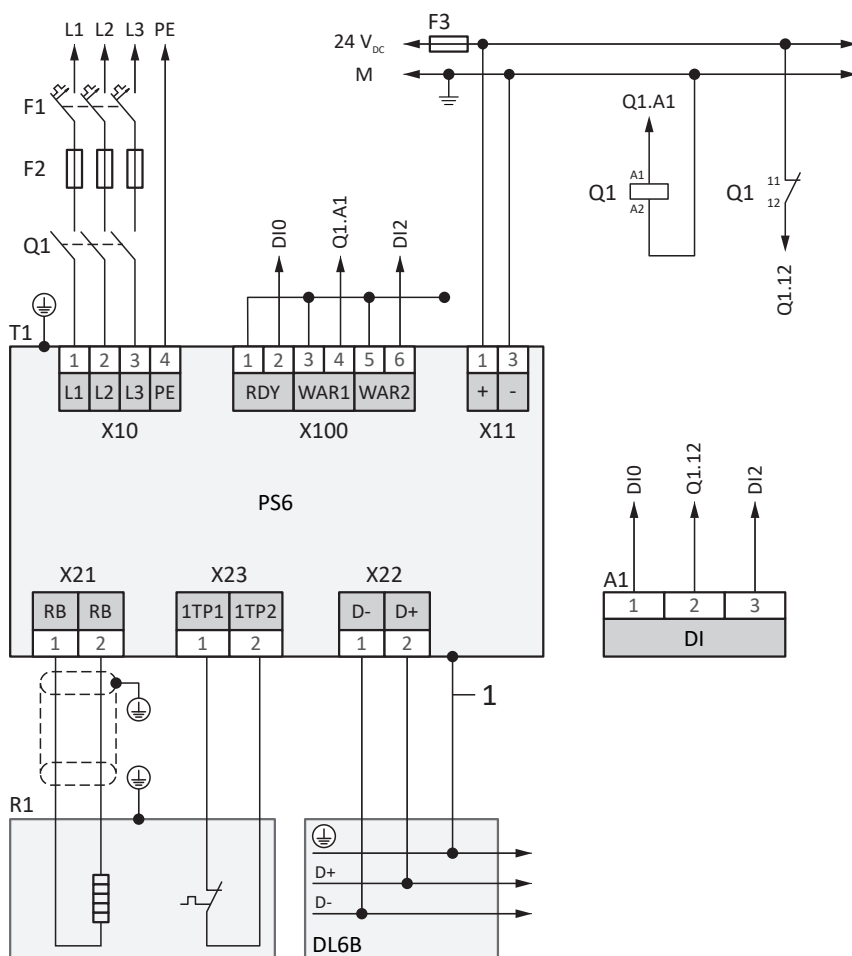 L1 L2 L3 PE
F3
24 V DC
M
F1
F2
Q1
DI0
Q1.A1
DI2
Q1.A1
Q1
A1
A2
Q1
11
12
Q1.12
T1
1 2 3 4
L1 L2 L3 PE
X10
1 2 3 4 5 6
RDY WAR1 WAR2
X100
1 3
+ -
X11
PS6
DI0
Q1.12
DI2
A1
1 2 3
DI
X21
RB RB
1 2
X23
1TP1 1TP2
1 2
X22
D- D+
1 2
1
R1
D+
D-
DL6B